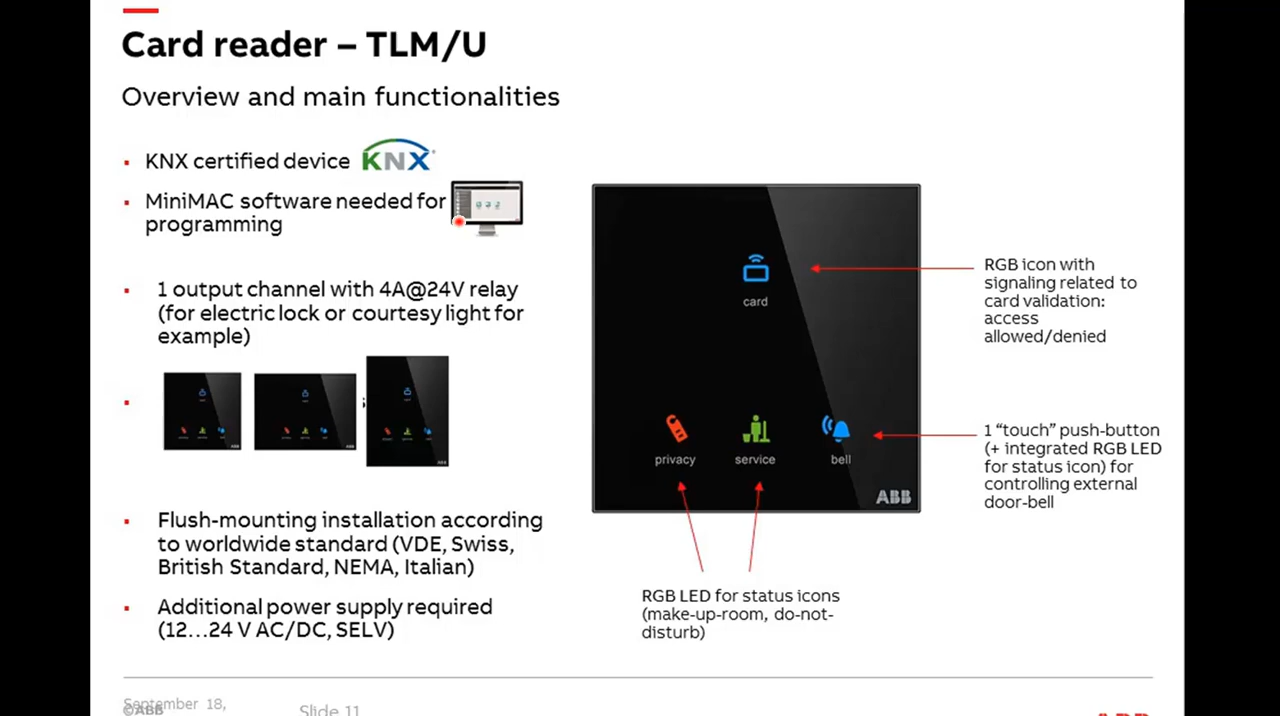 Card reader – TLM/U
Overview and main functionalities
KNX certified device KNX
MiniMAC software needed for
programming
1 output channel with 4A@24V relay
(for electric lock or courtesy light for
example)
Flush-mounting installation according
to worldwide standard (VDE, Swiss,
British Standard, NEMA, Italian)
Additional power supply required
(12...24 V AC/DC, SELV)
card
privacy
service
bell
ABB
RGB icon with
signaling related to
card validation:
access
allowed/denied
1 “touch” push-button
(+ integrated RGB LED
for status icon) for
controlling external
door-bell
RGB LED for status icons
(make-up-room, do-not-
disturb)
September 18,
©ABB
Slide 11
ABB